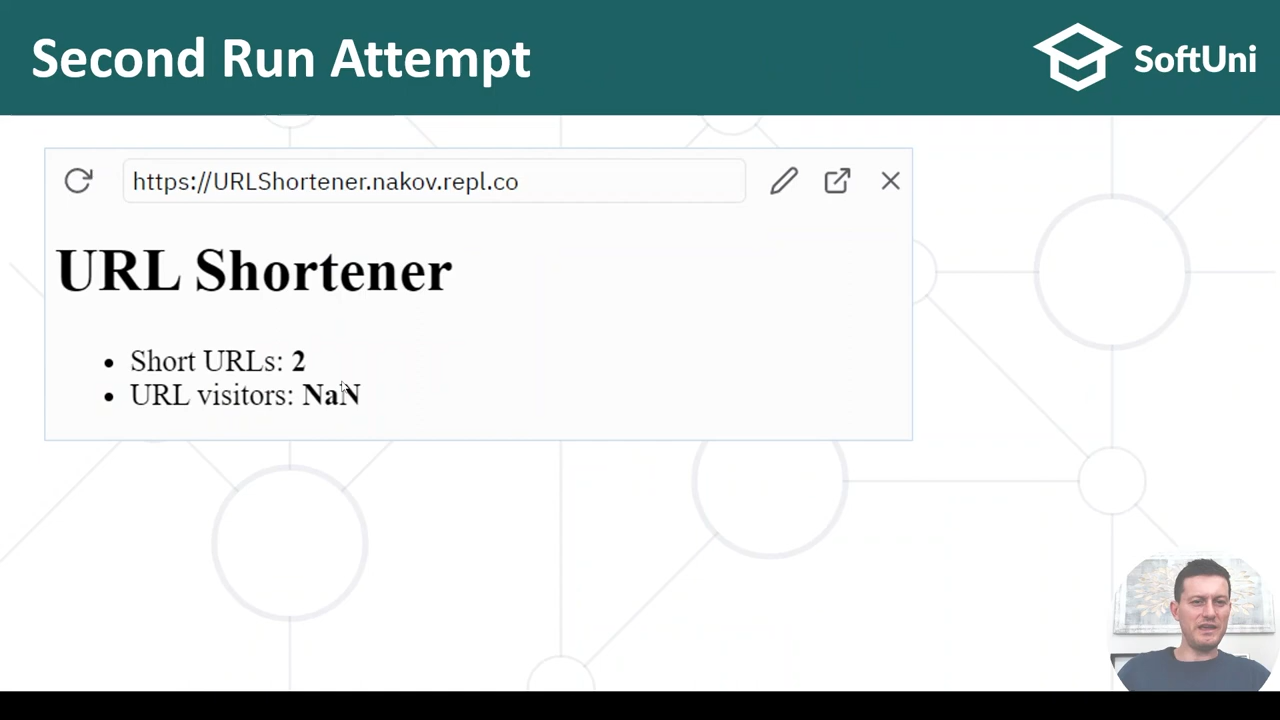 Second Run Attempt
SoftUni
https://URLShortener.nakov.repl.co
URL Shortener
• Short URLs: 2
• URL visitors: NaN